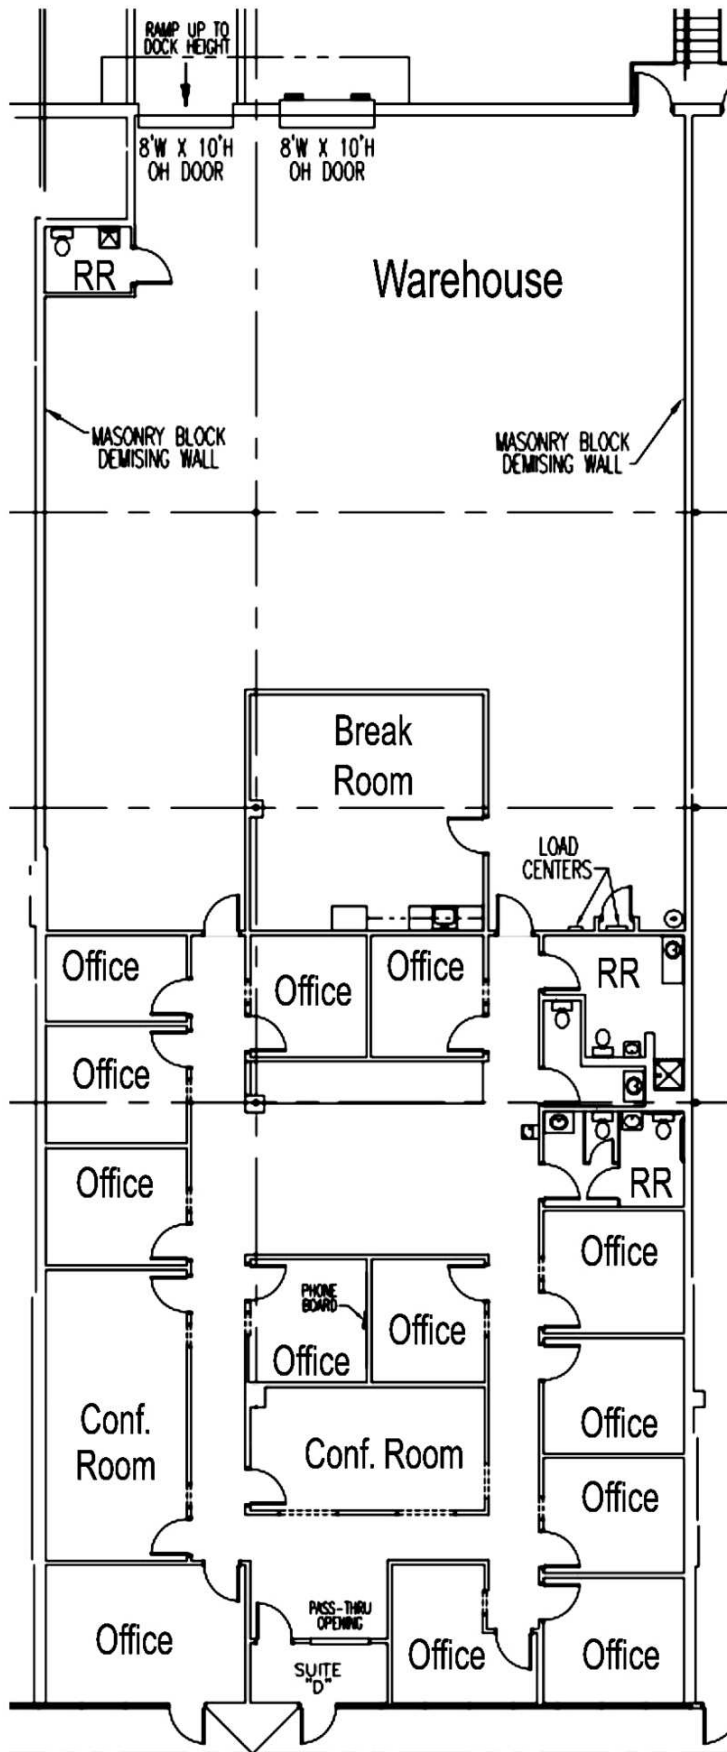 RAMP UP TO
DOCK HEIGHT
8'W X 10'H
OH DOOR
8'W X 10'H
OH DOOR
RR
Warehouse
MASONRY BLOCK
DEMISING WALL
MASONRY BLOCK
DEMISING WALL
Break
Room
LOAD
CENTERS
Office
Office
Office
RR
Office
Office
RR
Office
PHONE
BOARD
Office
Office
Conf.
Room
Conf. Room
Office
Office
Office
PASS-THRU
OPENING
SUITE
"D"
Office
Office